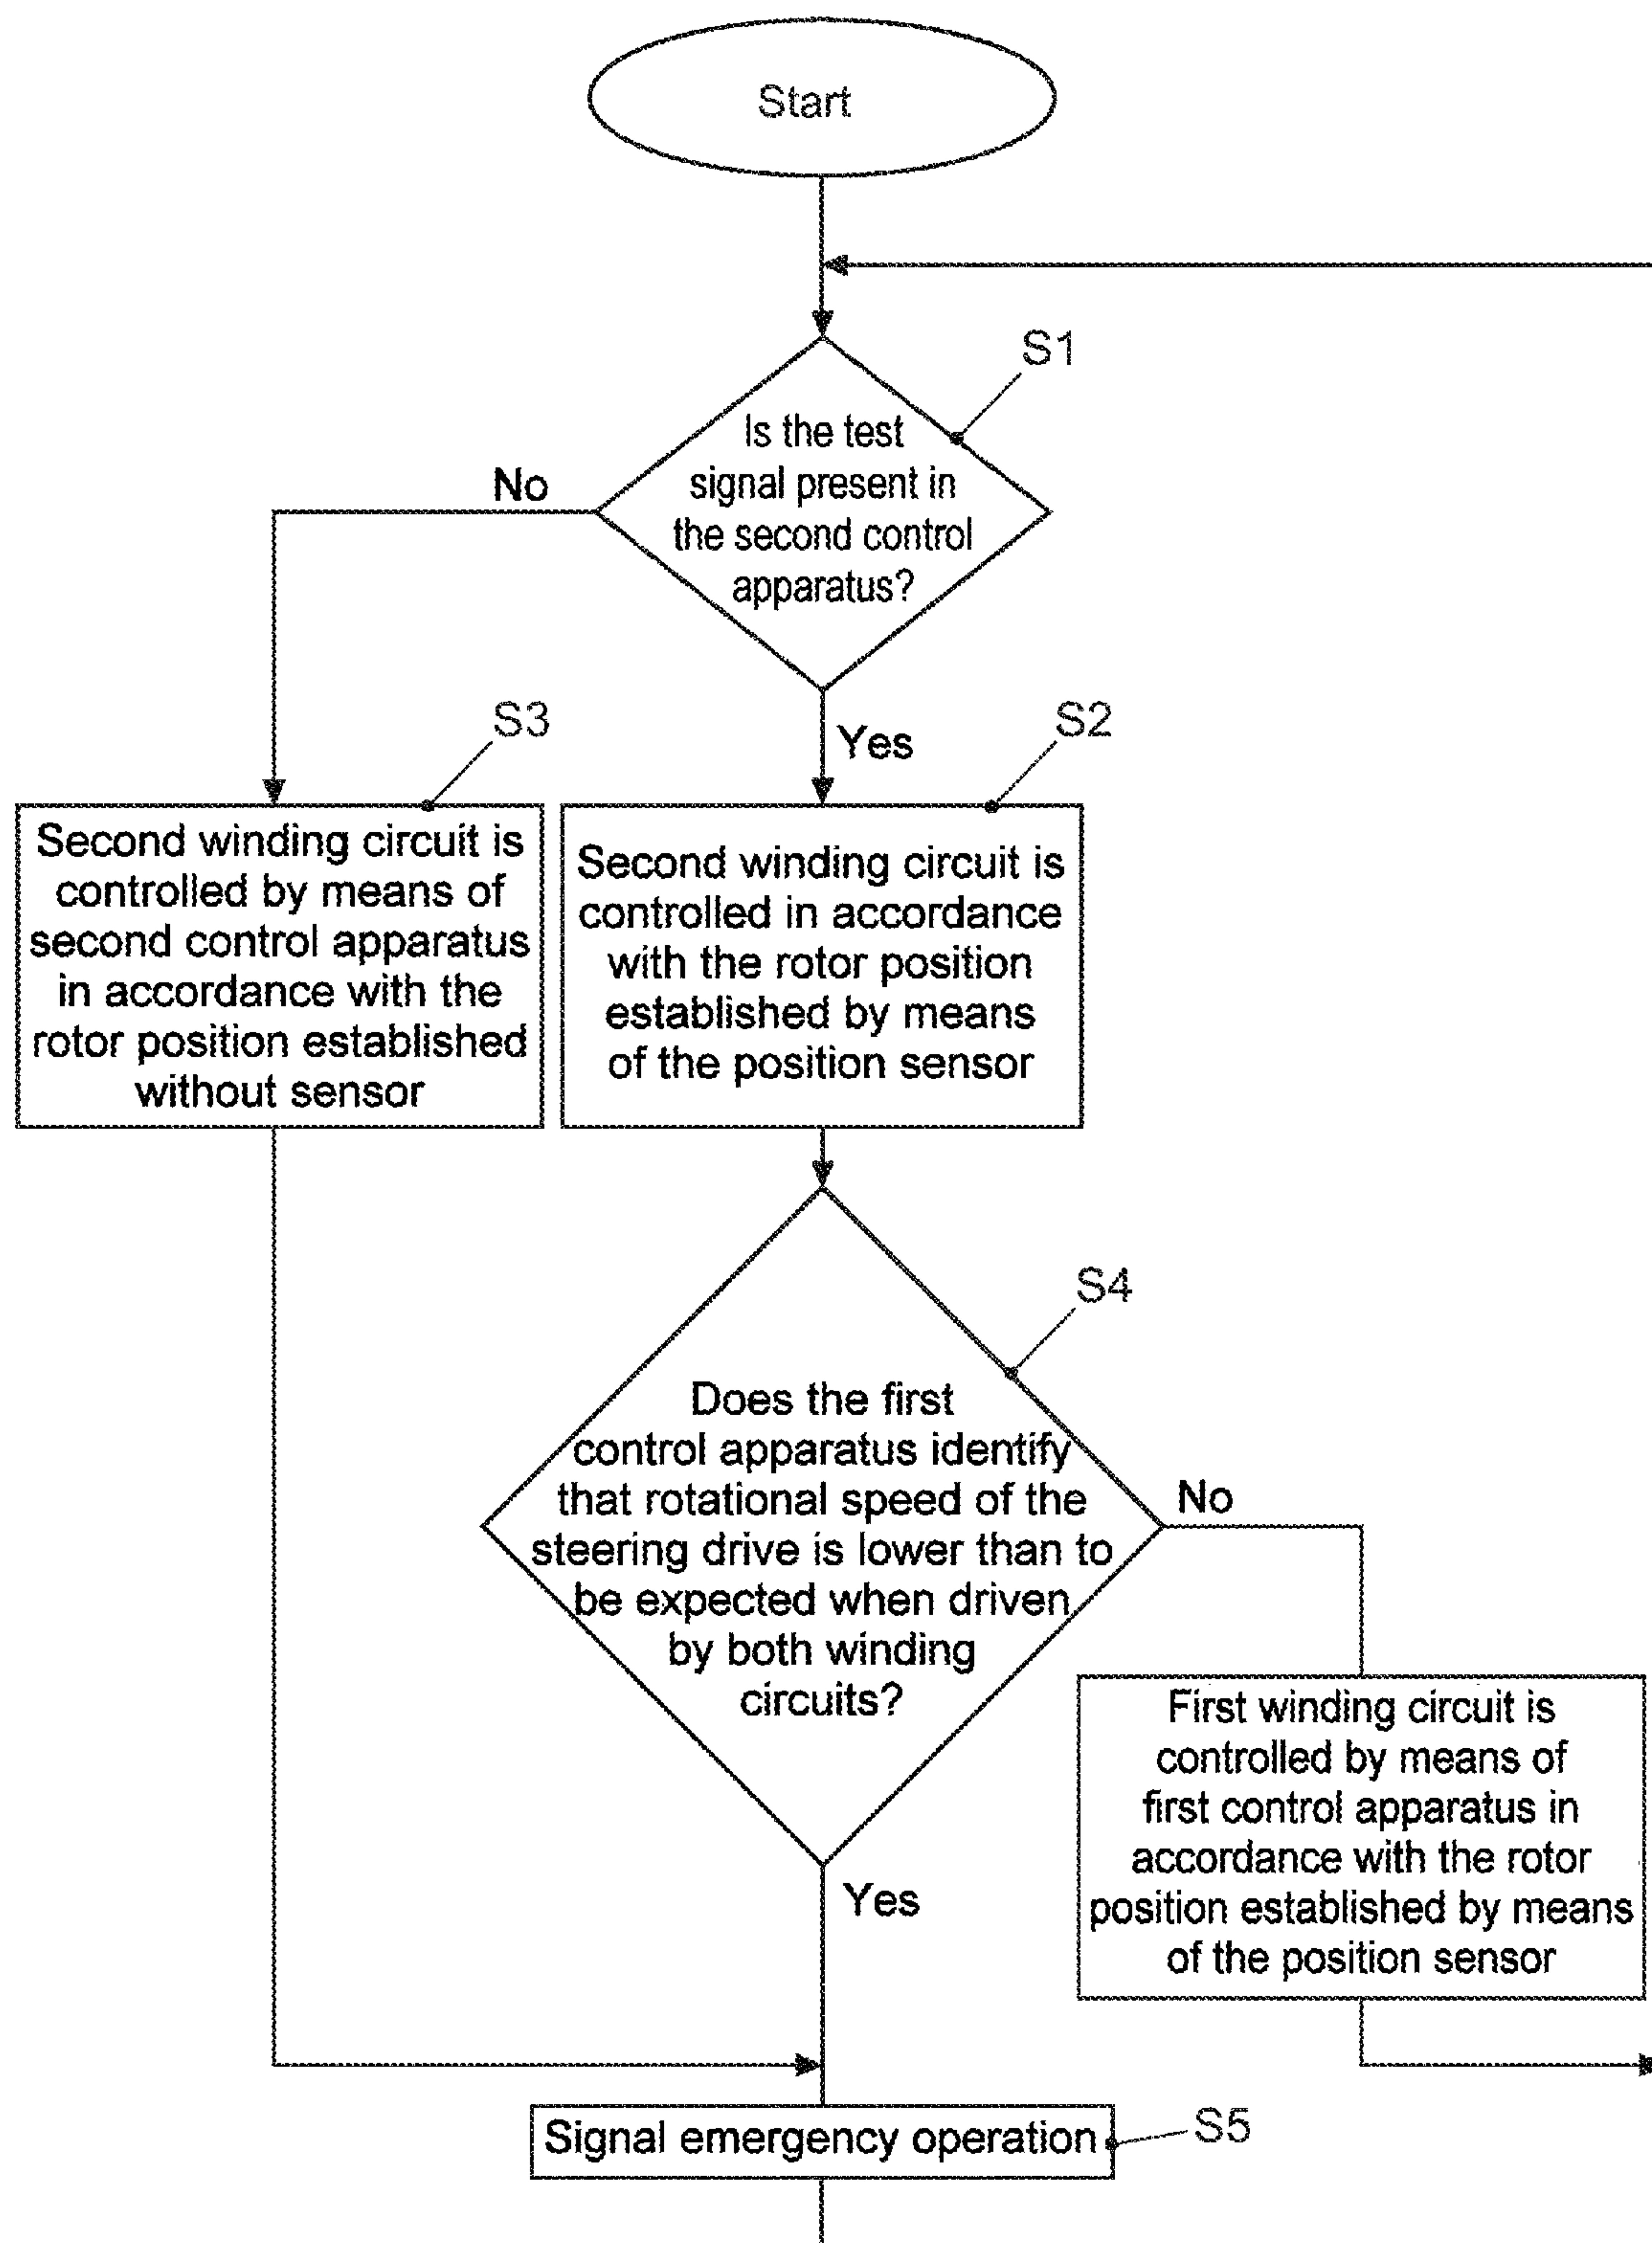 Start
S1
Is the test
signal present in
the second control
apparatus?
No
Yes
S3
S2
Second winding circuit is
controlled by means of
second control apparatus
in accordance with the
rotor position established
without sensor
Second winding circuit is
controlled in accordance
with the rotor position
established by means
of the position sensor
S4
Does the first
control apparatus identify
that rotational speed of the
steering drive is lower than to
be expected when driven
by both winding
circuits?
No
Yes
First winding circuit is
controlled by means of
first control apparatus in
accordance with the rotor
position established by means
of the position sensor
Signal emergency operation
S5